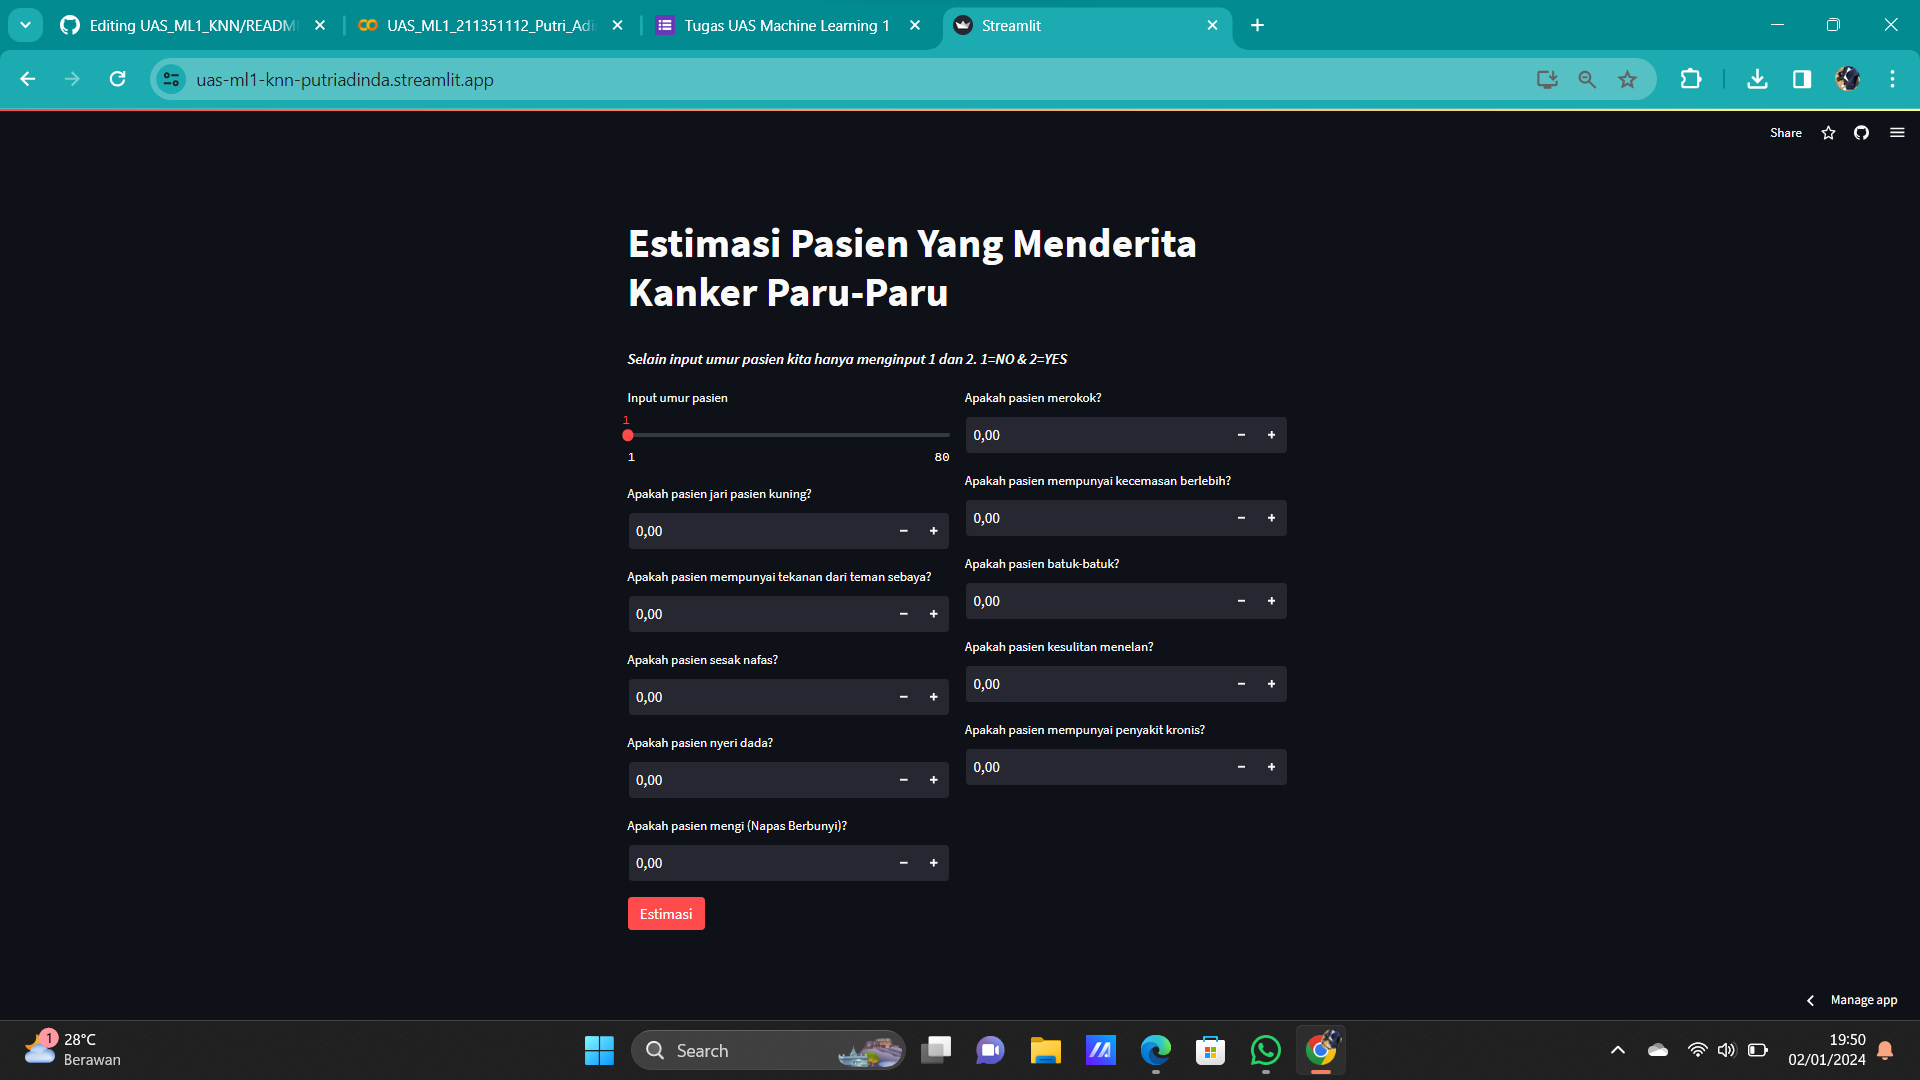 Editing UAS_ML1_KNN/READM
UAS_ML1_211351112_Putri_Adi
Tugas UAS Machine Learning 1
Streamlit
uas-ml1-knn-putriadinda.streamlit.app
Share
Estimasi Pasien Yang Menderita
Kanker Paru-Paru
Selain input umur pasien kita hanya menginput 1 dan 2. 1=NO & 2=YES
Input umur pasien
1
1
80
Apakah pasien jari pasien kuning?
0,00
Apakah pasien mempunyai tekanan dari teman sebaya?
0,00
Apakah pasien sesak nafas?
0,00
Apakah pasien nyeri dada?
0,00
Apakah pasien mengi (Napas Berbunyi)?
0,00
Apakah pasien merokok?
0,00
Apakah pasien mempunyai kecemasan berlebih?
0,00
Apakah pasien batuk-batuk?
0,00
Apakah pasien kesulitan menelan?
0,00
Apakah pasien mempunyai penyakit kronis?
0,00
Estimasi
Manage app
1
28°C
Berawan
Search
19:50
02/01/2024